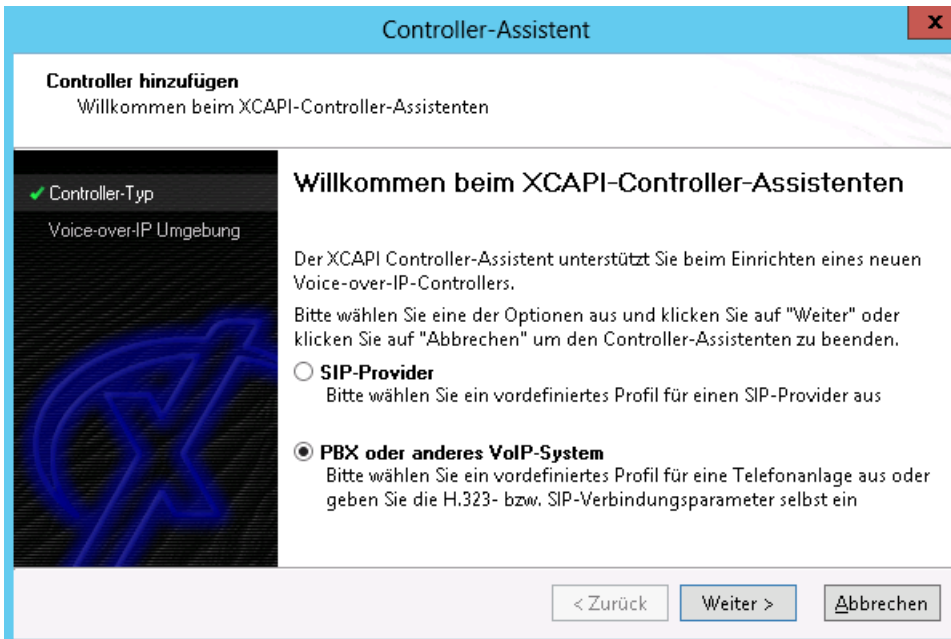 Controller-Assistent
x
Controller hinzufügen
Willkommen beim XCAPI-Controller-Assistenten
Controller-Typ
Voice-over-IP Umgebung
Willkommen beim XCAPI-Controller-Assistenten
Der XCAPI Controller-Assistent unterstützt Sie beim Einrichten eines neuen
Voice-over-IP-Controllers.
Bitte wählen Sie eine der Optionen aus und klicken Sie auf "Weiter" oder
klicken Sie auf "Abbrechen" um den Controller-Assistenten zu beenden.
SIP-Provider
Bitte wählen Sie ein vordefiniertes Profil für einen SIP-Provider aus
PBX oder anderes VoIP-System
Bitte wählen Sie ein vordefiniertes Profil für eine Telefonanlage aus oder
geben Sie die H.323- bzw. SIP-Verbindungsparameter selbst ein
< Zurück
Weiter >
Abbrechen